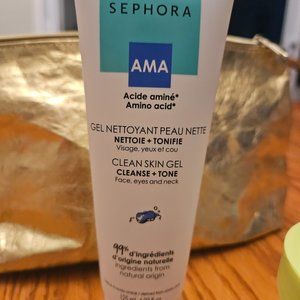 SEPHORA
AMA
Acide aminé*
Amino acid*
GEL NETTOYANT PEAU NETTE
NETTOIE + TONIFIE
Visage, yeux et cou
CLEAN SKIN GEL
CLEANSE + TONE
Face, eyes and neck
99% d'ingrédients
d'origine naturelle
ingredients from
natural origin